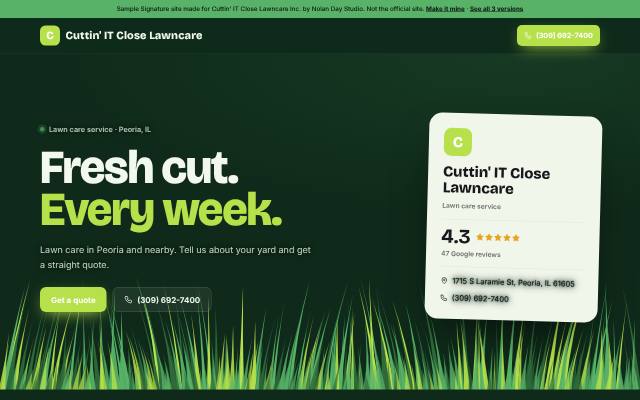 Sample Signature site made for Cuttin' IT Close Lawncare Inc. by Nolan Day Studio. Not the official site. Make it mine · See all 3 versions
C Cuttin' IT Close Lawncare
(309) 692-7400
Lawn care service · Peoria, IL
Fresh cut.
Every week.
Lawn care in Peoria and nearby. Tell us about your yard and get
a straight quote.
Get a quote
(309) 692-7400
C
Cuttin' IT Close
Lawncare
Lawn care service
4.3 ★★★★★
47 Google reviews
1715 S Laramie St, Peoria, IL 61605
(309) 692-7400